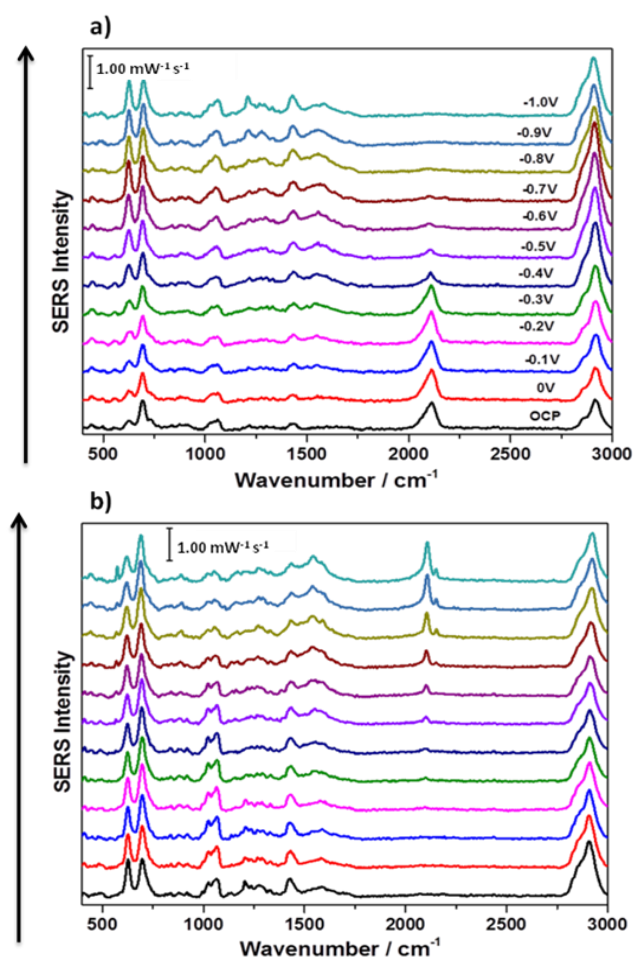 a)
1.00 mW⁻¹ s⁻¹
-1.0V
-0.9V
-0.8V
-0.7V
-0.6V
-0.5V
-0.4V
-0.3V
-0.2V
-0.1V
0V
OCP
SERS Intensity
500 1000 1500 2000 2500 3000
Wavenumber / cm⁻¹
b)
1.00 mW⁻¹ s⁻¹
SERS Intensity
500 1000 1500 2000 2500 3000
Wavenumber / cm⁻¹